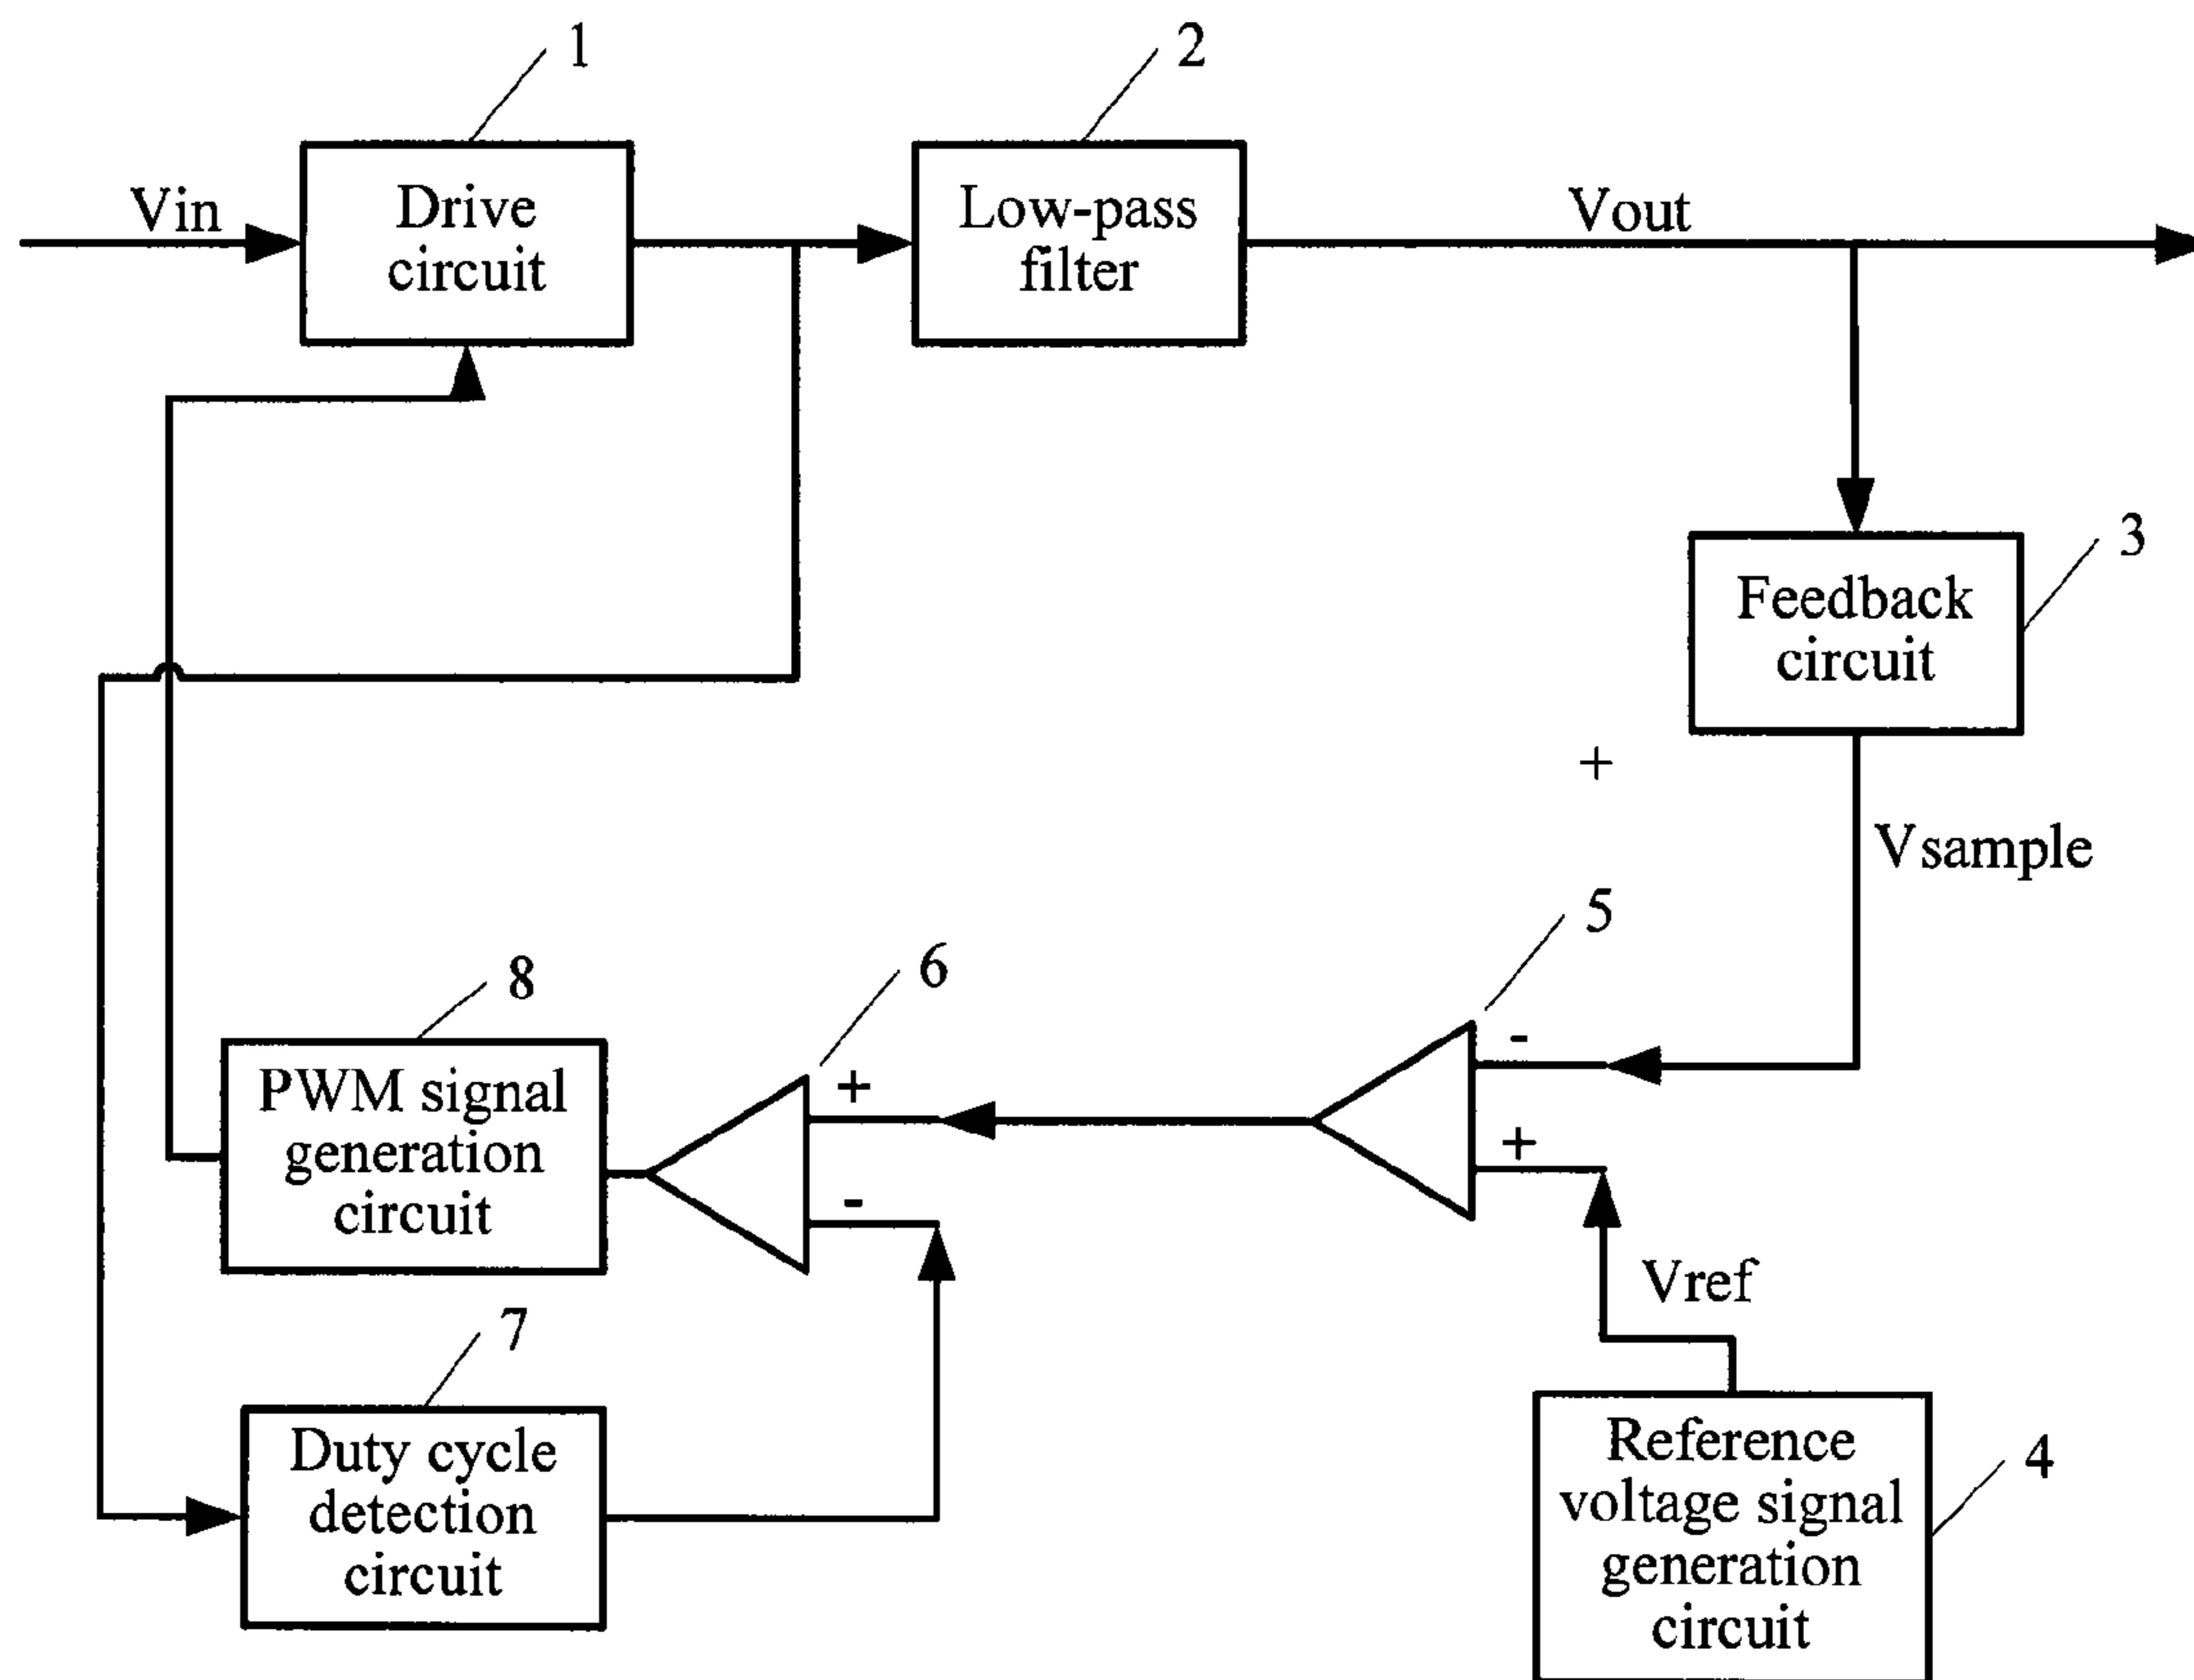 1
2
Vin
Drive
circuit
Low-pass
filter
Vout
3
Feedback
circuit
+
Vsample
5
6
8
-
+
PWM signal
generation
circuit
+
-
Vref
7
Duty cycle
detection
circuit
Reference
voltage signal
generation
circuit
4